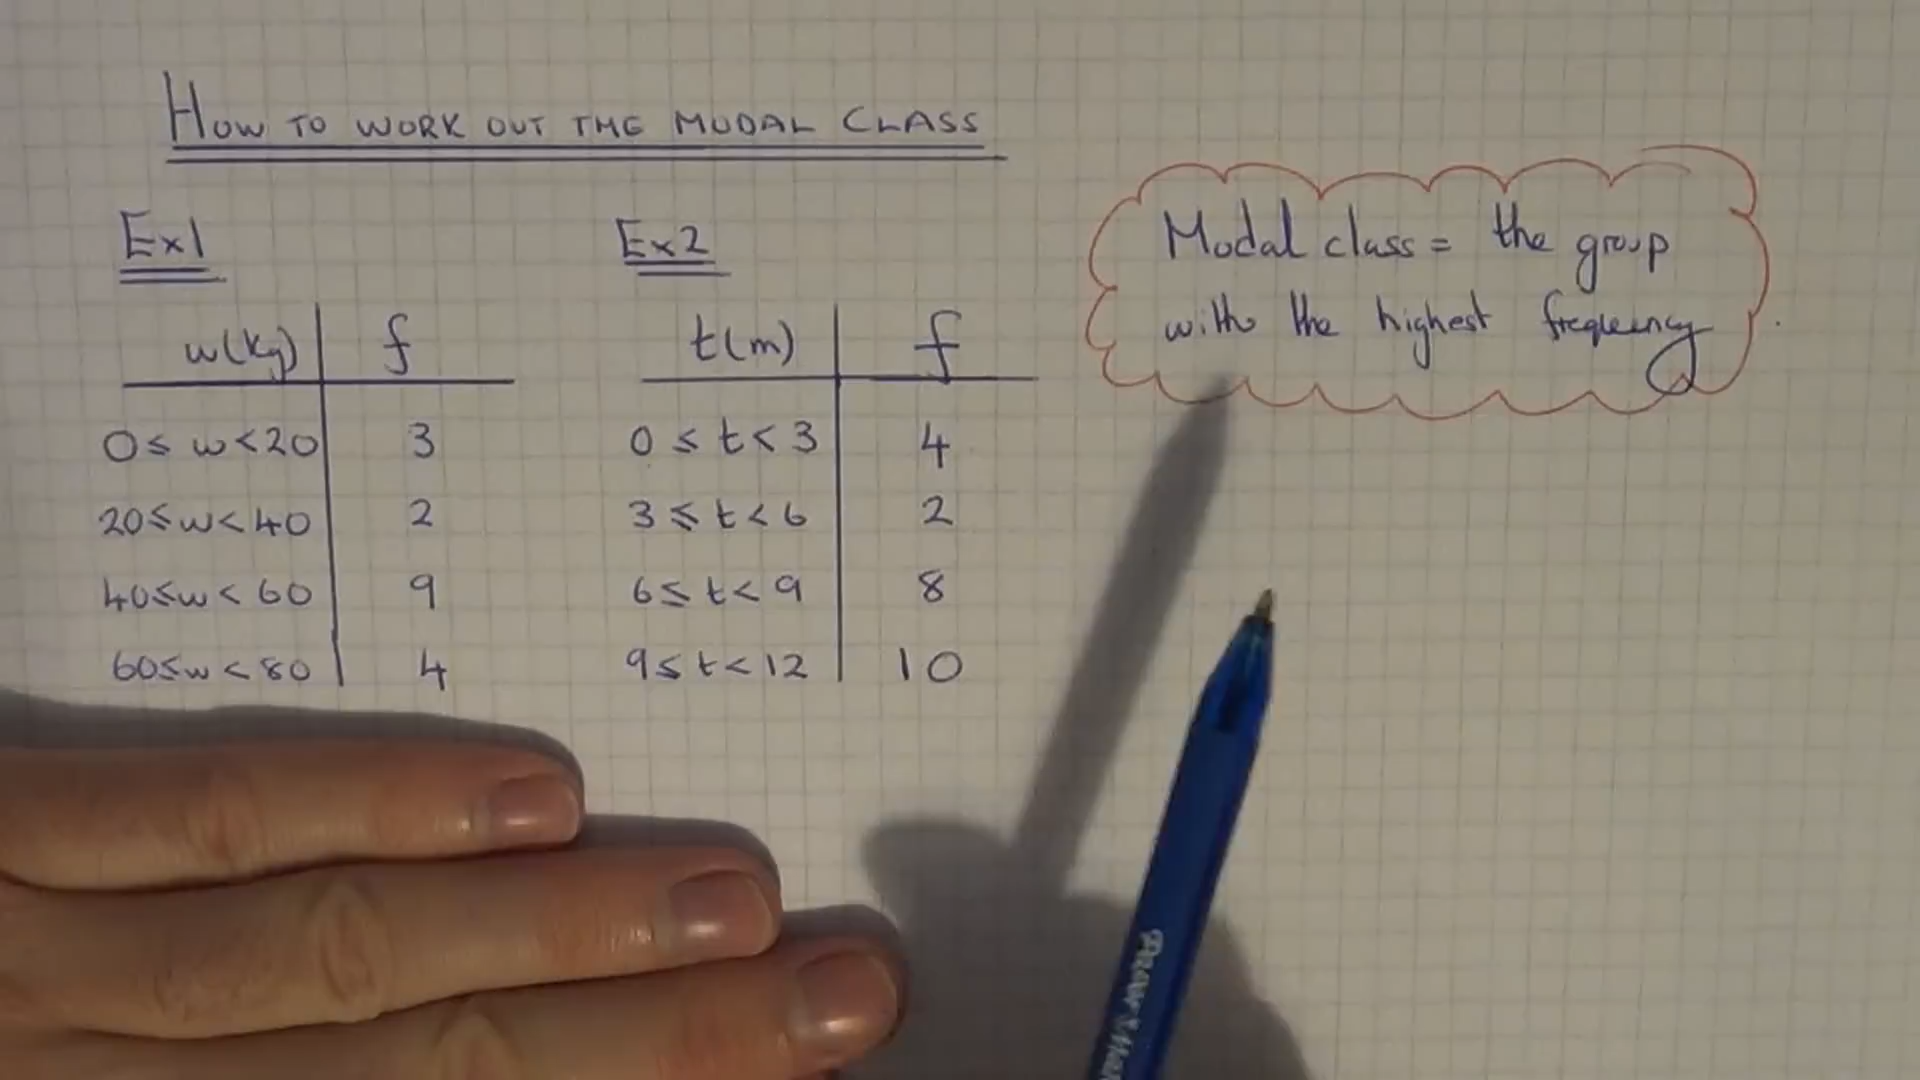 HOW TO WORK OUT THE MODAL CLASS
Ex1
w(kg) f
0≤ w<20 3
20≤w<40 2
40≤w<60 9
60≤w<80 4
Ex2
t(m) f
0≤t<3 4
3≤t<6 2
6≤t<9 8
9≤t<12 10
Modal class = the group
with the highest frequency